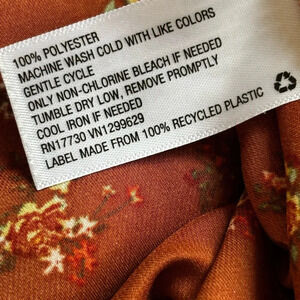 100% POLYESTER
MACHINE WASH COLD WITH LIKE COLORS
GENTLE CYCLE
ONLY NON-CHLORINE BLEACH IF NEEDED
TUMBLE DRY LOW, REMOVE PROMPTLY
COOL IRON IF NEEDED
RN17730 VN1299629
LABEL MADE FROM 100% RECYCLED PLASTIC